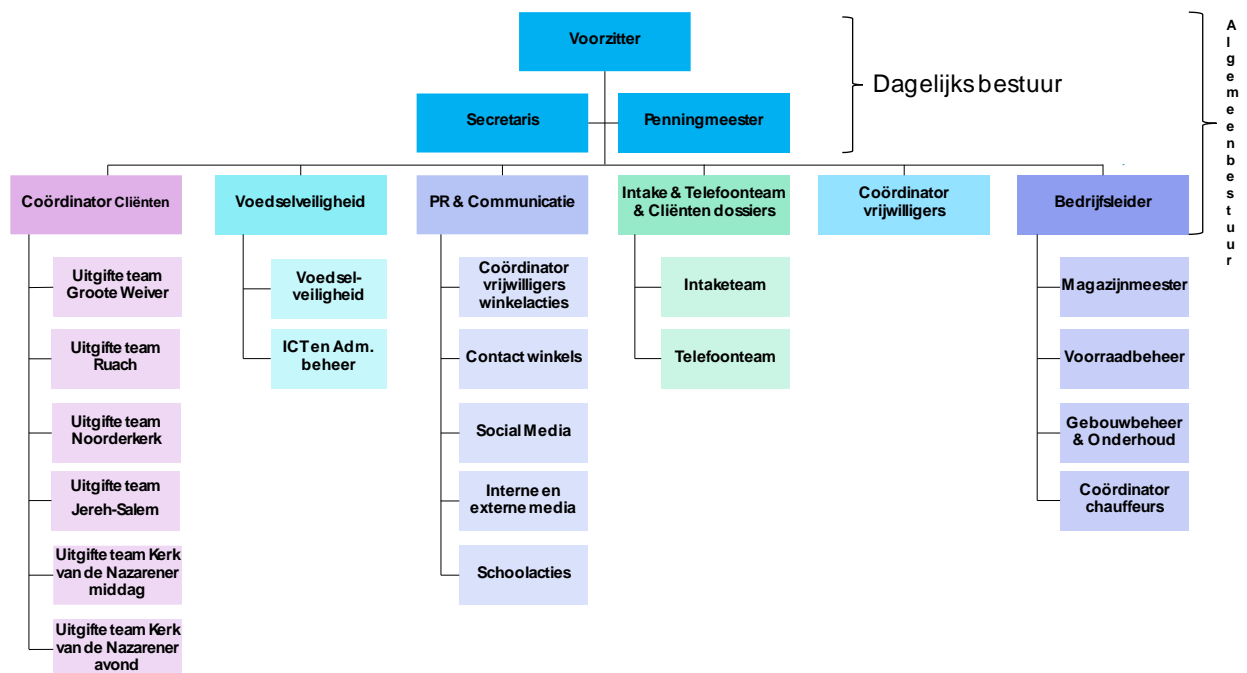 Voorzitter
Dagelijks bestuur
Secretaris
Penningmeester
Algemeen bestuur
Coördinator Cliënten
Voedselveiligheid
PR & Communicatie
Intake & Telefoonteam
& Cliënten dossiers
Coördinator
vrijwilligers
Bedrijfsleider
Uitgifte team
Groote Weiver
Uitgifte team
Ruach
Uitgifte team
Noorderkerk
Uitgifte team
Jereh-Salem
Uitgifte team Kerk
van de Nazarener
middag
Uitgifte team Kerk
van de Nazarener
avond
Voedsel-
veiligheid
ICT en Adm.
beheer
Coördinator
vrijwilligers
winkelacties
Contact winkels
Social Media
Interne en
externe media
Schoolacties
Intaketeam
Telefoonteam
Magazijnmeester
Voorraadbeheer
Gebouwbeheer
& Onderhoud
Coördinator
chauffeurs